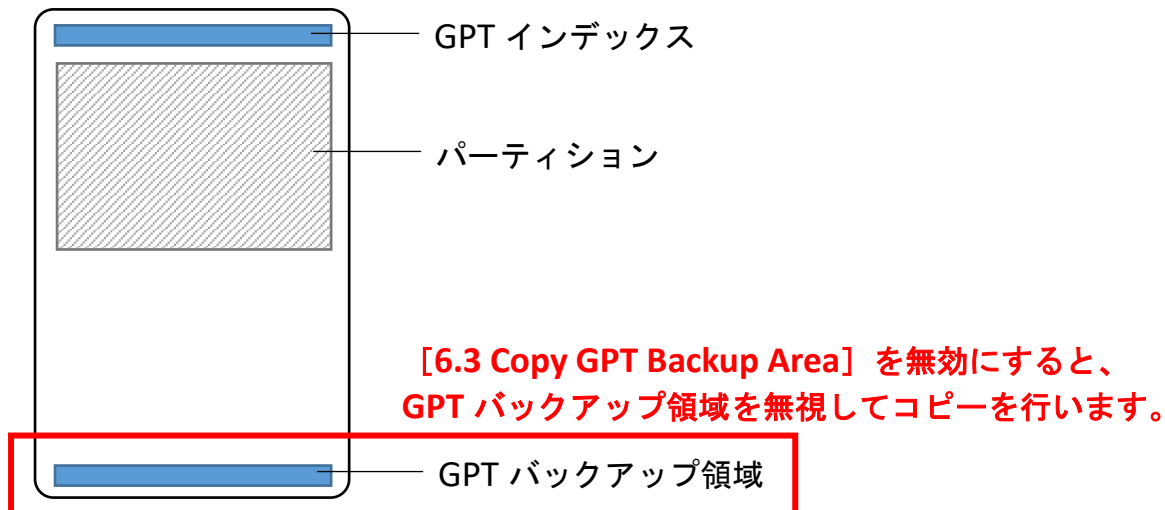 GPT インデックス
パーティション
［6.3 Copy GPT Backup Area］を無効にすると、
GPT バックアップ領域を無視してコピーを行います。
GPT バックアップ領域